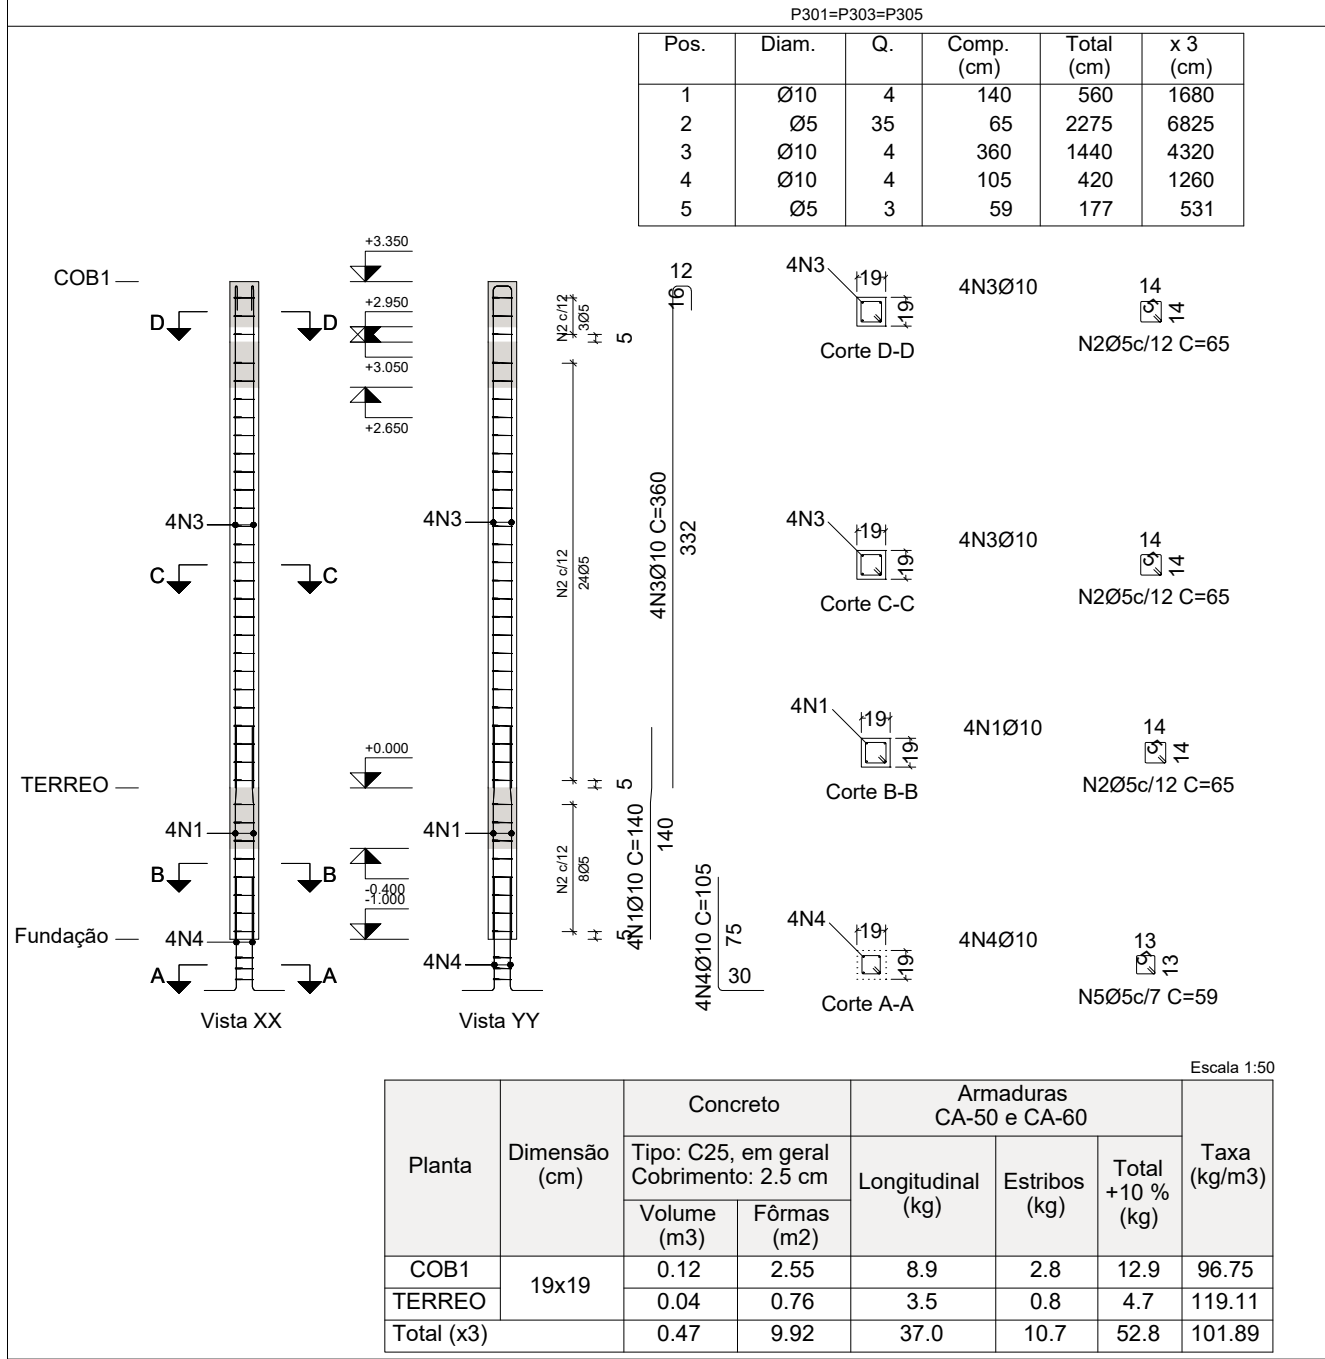 P301=P303=P305
Pos. Diam. Q. Comp. (cm) Total (cm) x 3 (cm)
1 Ø10 4 140 560 1680
2 Ø5 35 65 2275 6825
3 Ø10 4 360 1440 4320
4 Ø10 4 105 420 1260
5 Ø5 3 59 177 531
COB1
D D
4N3
C C
TERREO
4N1
B B
Fundação
4N4
A A
Vista XX
+3.350
+2.950
+3.050
+2.650
+0.000
-0.400
-1.000
4N3
4N1
4N4
Vista YY
N2 c/12
3Ø5
5
N2 c/12
24Ø5
5
N2 c/12
8Ø5
5
12
16
4N3Ø10 C=360
332
4N1Ø10 C=140
140
4N4Ø10 C=105
75
30
4N3
19
19
Corte D-D
4N3Ø10
14
14
N2Ø5c/12 C=65
4N3
19
19
Corte C-C
4N3Ø10
14
14
N2Ø5c/12 C=65
4N1
19
19
Corte B-B
4N1Ø10
14
14
N2Ø5c/12 C=65
4N4
19
19
Corte A-A
4N4Ø10
13
13
N5Ø5c/7 C=59
Escala 1:50
Planta
Dimensão
(cm)
Concreto
Tipo: C25, em geral
Cobrimento: 2.5 cm
Volume
(m3)
Fôrmas
(m2)
Armaduras
CA-50 e CA-60
Longitudinal
(kg)
Estribos
(kg)
Total
+10 %
(kg)
Taxa
(kg/m3)
COB1 19x19 0.12 2.55 8.9 2.8 12.9 96.75
TERREO 0.04 0.76 3.5 0.8 4.7 119.11
Total (x3) 0.47 9.92 37.0 10.7 52.8 101.89